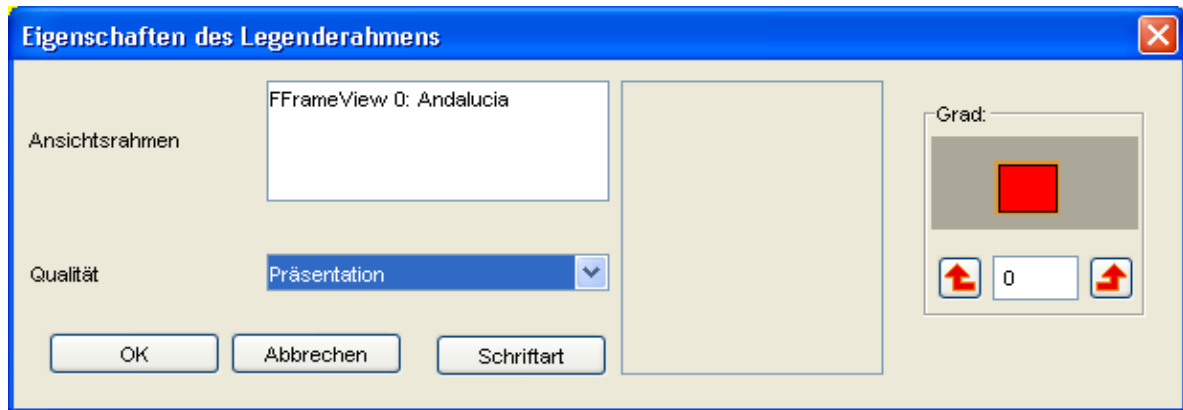 Eigenschaften des Legenderahmens
FFrameView 0: Andalucia
Ansichtsrahmen
Grad:
Qualität
Präsentation
0
OK
Abbrechen
Schriftart